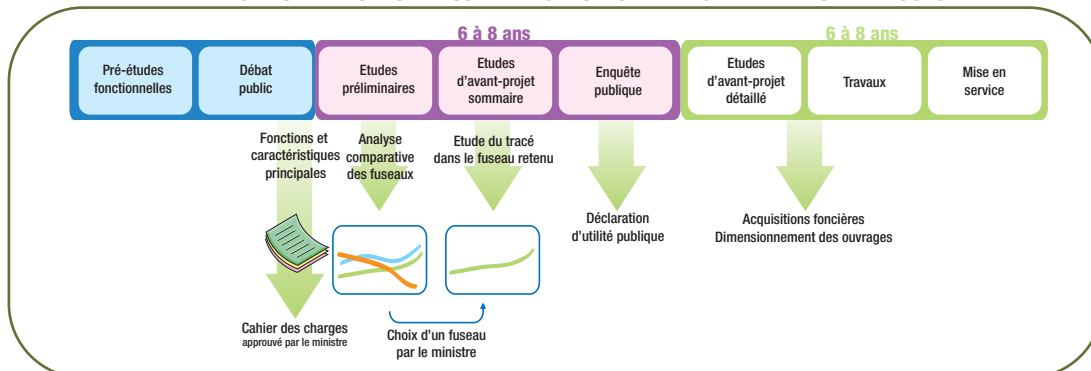 6 à 8 ans
6 à 8 ans
Pré-études
fonctionnelles
Débat
public
Etudes
préliminaires
Etudes
d'avant-projet
sommaire
Enquête
publique
Etudes
d'avant-projet
détaillé
Travaux
Mise en
service
Fonctions et
caractéristiques
principales
Analyse
comparative
des fuseaux
Etude du tracé
dans le fuseau retenu
Déclaration
d'utilité publique
Acquisitions foncières
Dimensionnement des ouvrages
Cahier des charges
approuvé par le ministre
Choix d'un fuseau
par le ministre